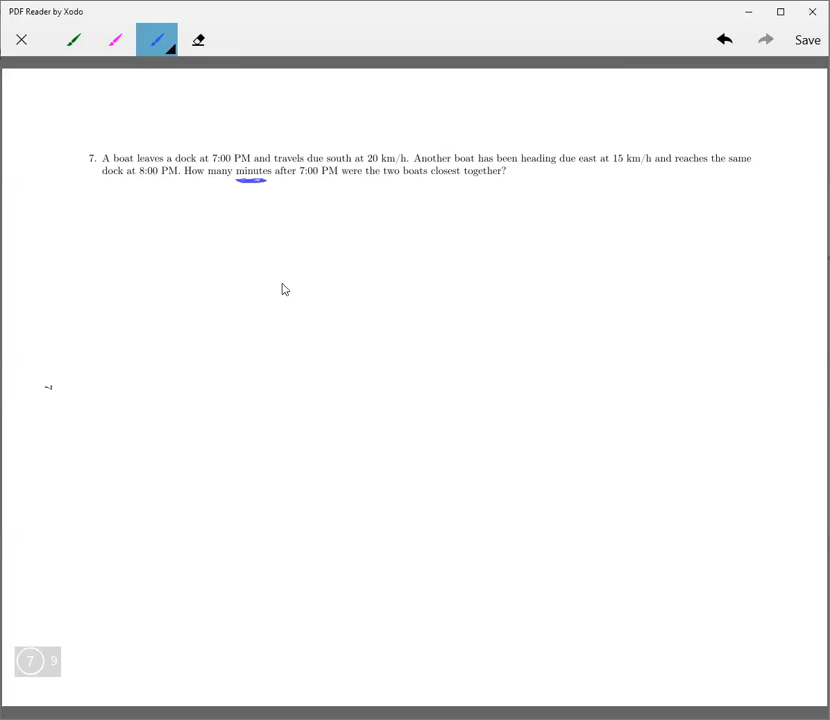 PDF Reader by Xodo
Save
7. A boat leaves a dock at 7:00 PM and travels due south at 20 km/h. Another boat has been heading due east at 15 km/h and reaches the same
dock at 8:00 PM. How many minutes after 7:00 PM were the two boats closest together?
7
7 9